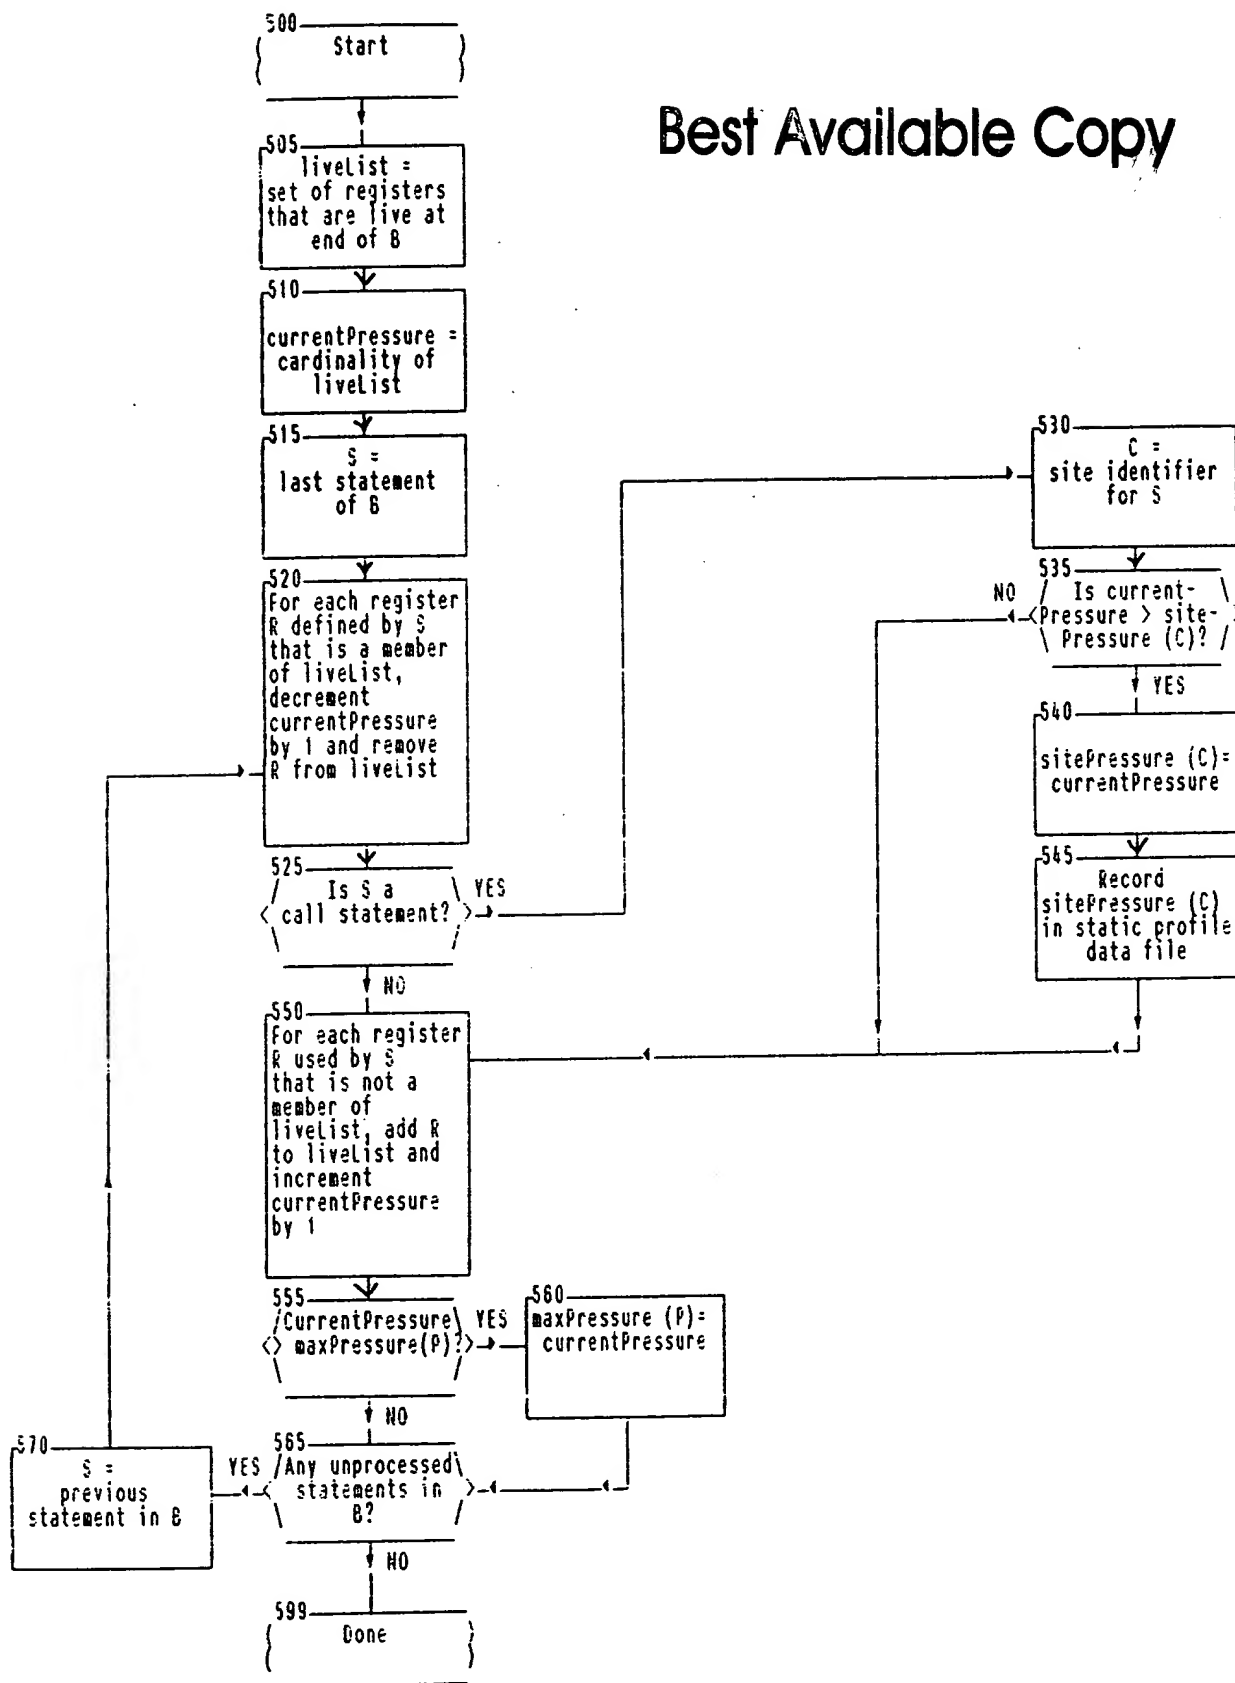 500
Start
Best Available Copy
505
liveList =
set of registers
that are live at
end of B
510
currentPressure =
cardinality of
liveList
515
S =
last statement
of B
520
For each register
R defined by S
that is a member
of liveList,
decrement
currentPressure
by 1 and remove
R from liveList
525
Is S a
call statement?
YES
NO
530
C =
site identifier
for S
535
Is current-
Pressure > site-
Pressure (C)?
NO
YES
540
sitePressure (C)=
currentPressure
545
Record
sitePressure (C)
in static profile
data file
550
For each register
R used by S
that is not a
member of
liveList, add R
to liveList and
increment
currentPressure
by 1
555
CurrentPressure
> maxPressure(P)?
YES
NO
560
maxPressure (P)=
currentPressure
565
Any unprocessed
statements in
B?
YES
NO
570
S =
previous
statement in B
599
Done